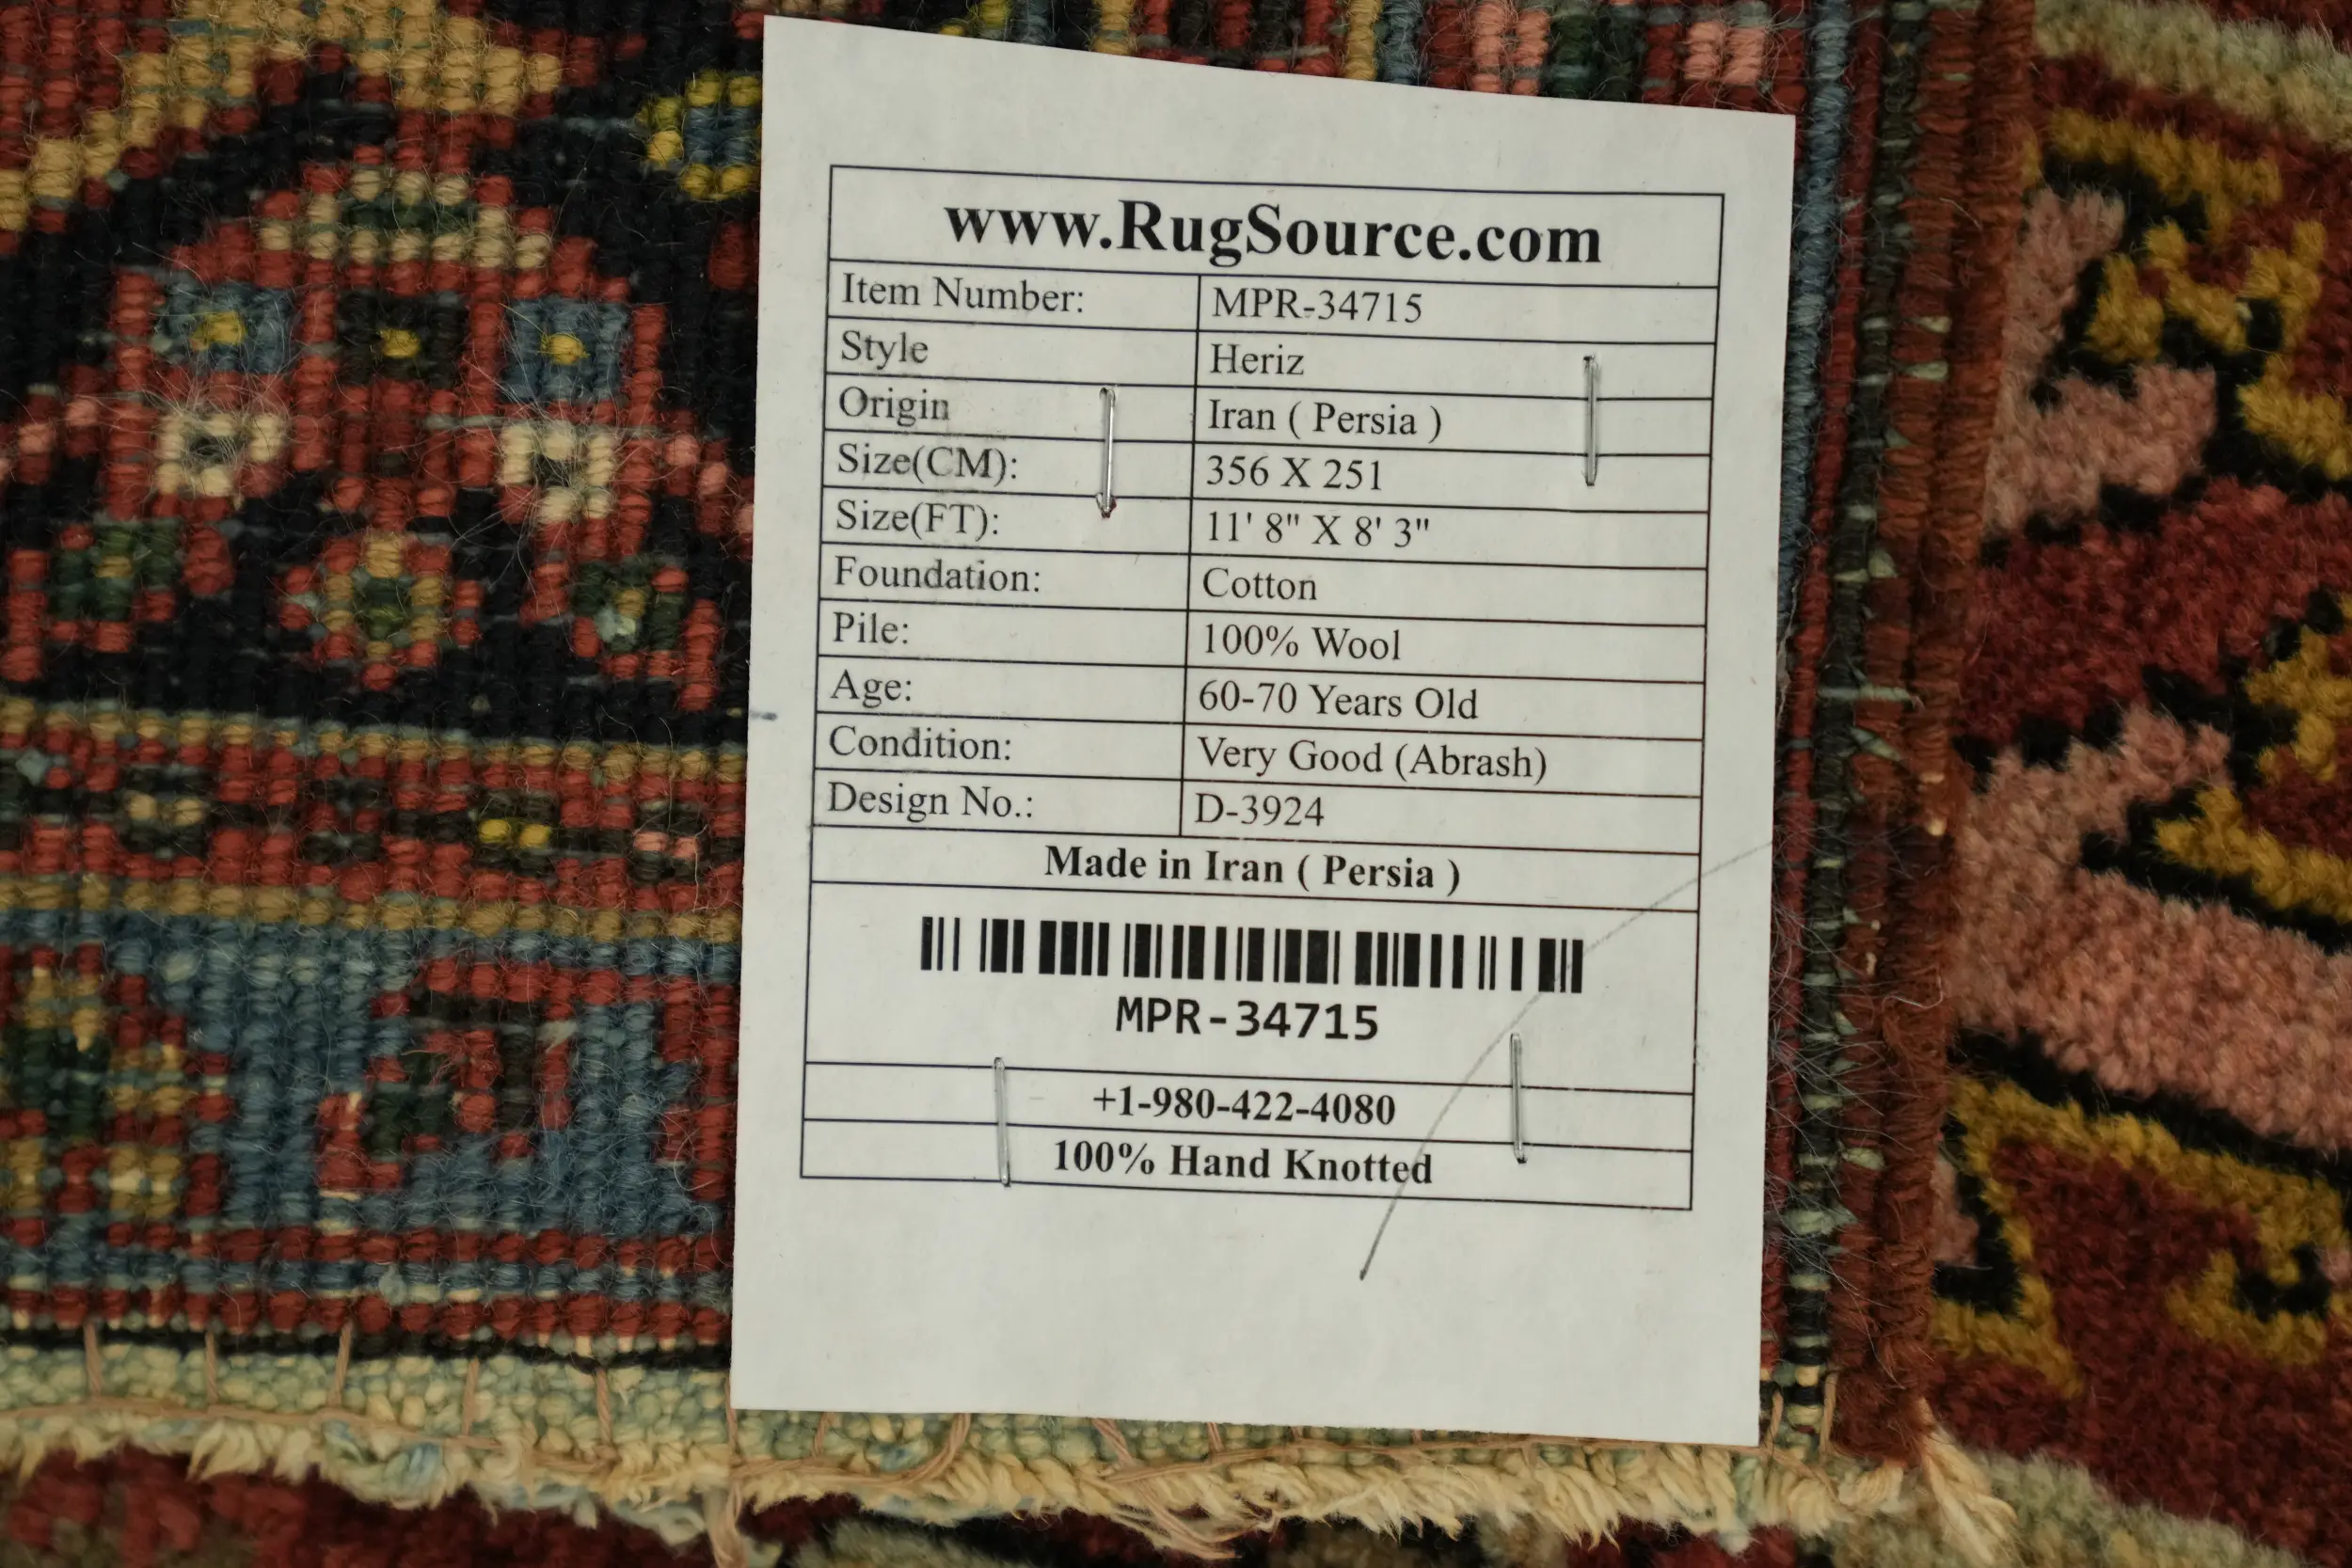 www.RugSource.com
Item Number: MPR-34715
Style Heriz
Origin Iran ( Persia )
Size(CM): 356 X 251
Size(FT): 11' 8" X 8' 3"
Foundation: Cotton
Pile: 100% Wool
Age: 60-70 Years Old
Condition: Very Good (Abrash)
Design No.: D-3924
Made in Iran ( Persia )
MPR-34715
+1-980-422-4080
100% Hand Knotted